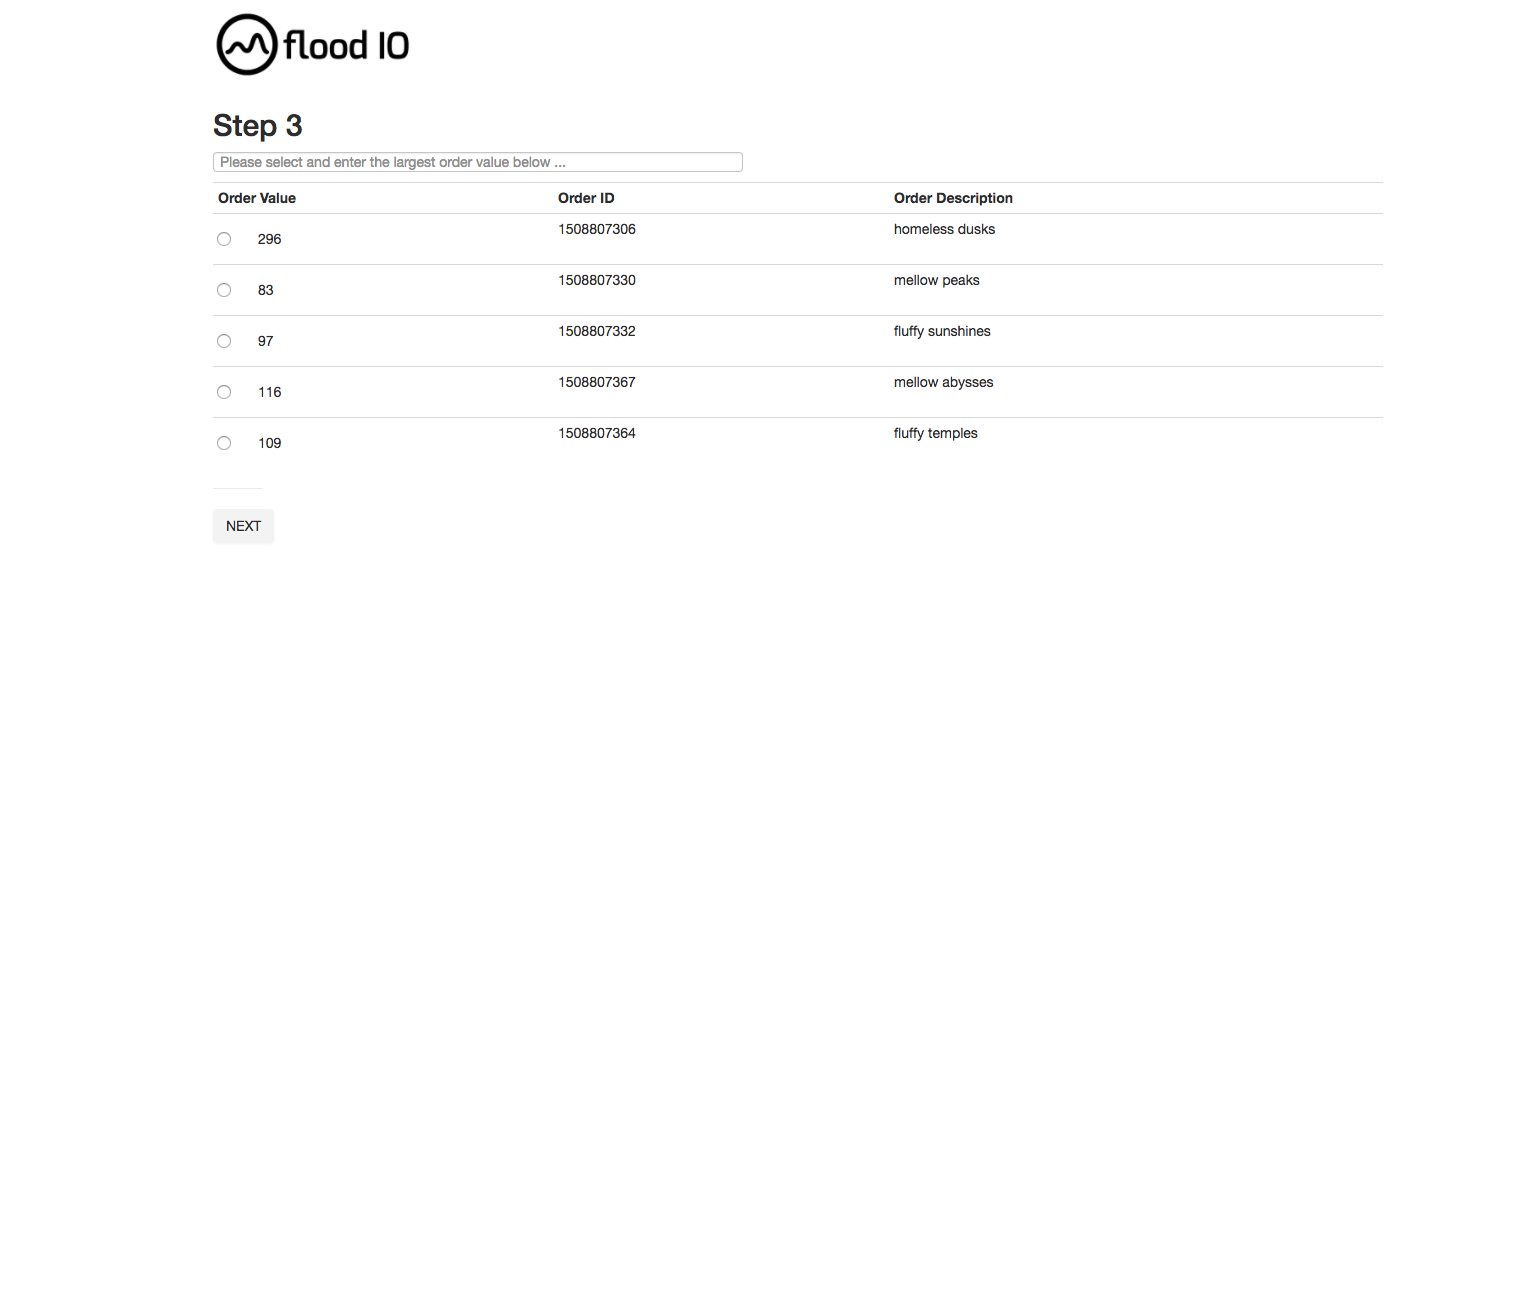 flood IO
Step 3
Please select and enter the largest order value below ...
Order Value Order ID Order Description
296 1508807306 homeless dusks
83 1508807330 mellow peaks
97 1508807332 fluffy sunshines
116 1508807367 mellow abysses
109 1508807364 fluffy temples
NEXT